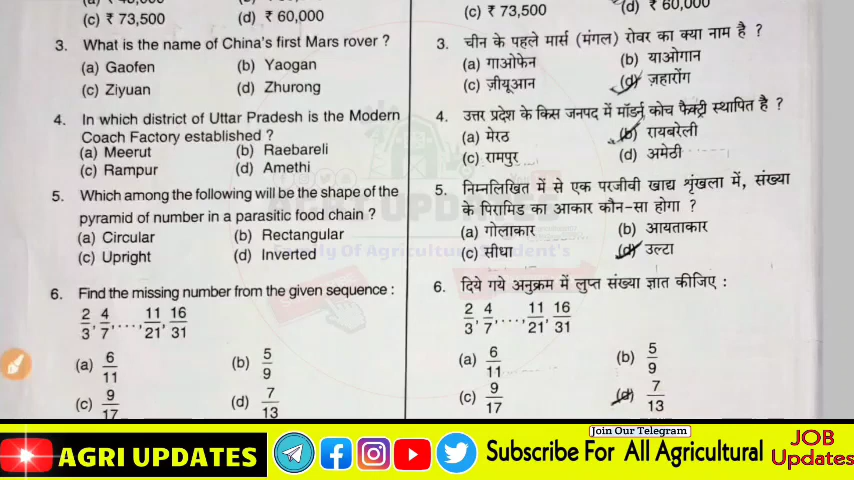 (c) ₹ 73,500 (d) ₹ 60,000
3. What is the name of China's first Mars rover ?
(a) Gaofen (b) Yaogan
(c) Ziyuan (d) Zhurong
4. In which district of Uttar Pradesh is the Modern
Coach Factory established ?
(a) Meerut (b) Raebareli
(c) Rampur (d) Amethi
5. Which among the following will be the shape of the
pyramid of number in a parasitic food chain ?
(a) Circular (b) Rectangular
(c) Upright (d) Inverted
6. Find the missing number from the given sequence :
2/3, 4/7, . . . ., 11/21, 16/31
(a) 6/11 (b) 5/9
(c) 9/17 (d) 7/13
(c) ₹ 73,500 (d) ₹ 60,000
3. चीन के पहले मार्स (मंगल) रोवर का क्या नाम है ?
(a) गाओफेन (b) याओगान
(c) ज़ीयूआन (d) ज़हारोंग
4. उत्तर प्रदेश के किस जनपद में मॉडर्न कोच फैक्ट्री स्थापित है ?
(a) मेरठ (b) रायबरेली
(c) रामपुर (d) अमेठी
5. निम्नलिखित में से एक परजीवी खाद्य शृंखला में, संख्या
के पिरामिड का आकार कौन-सा होगा ?
(a) गोलाकार (b) आयताकार
(c) सीधा (d) उल्टा
6. दिये गये अनुक्रम में लुप्त संख्या ज्ञात कीजिए :
2/3, 4/7, . . . ., 11/21, 16/31
(a) 6/11 (b) 5/9
(c) 9/17 (d) 7/13
AGRI UPDATES
Family Of Agriculture Student's
AGRI UPDATES
Join Our Telegram
Subscribe For All Agricultural
JOB
Updates